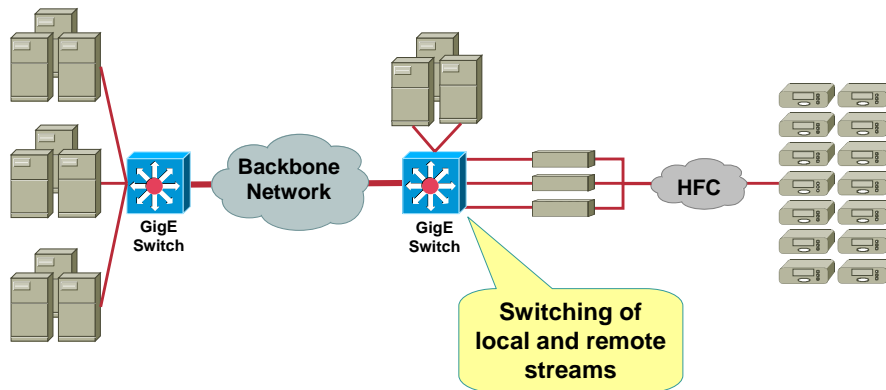 Backbone
Network
GigE
Switch
GigE
Switch
HFC
Switching of
local and remote
streams